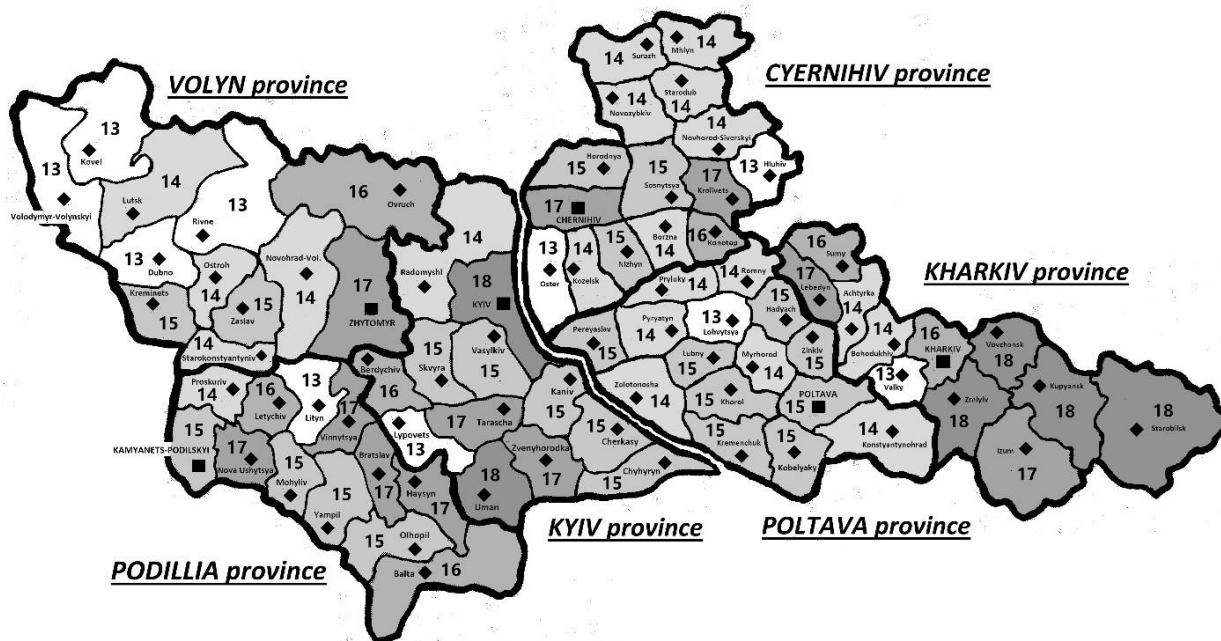 VOLYN province
CYERNIHIV province
KHARKIV province
KYIV province
POLTAVA province
PODILLIA province
13
Kovel
13
Volodymyr-Volynskyi
14
Lutsk
13
Rivne
13
Dubno
Kreminets
15
Ostroh
14
15
Zaslav
14
Starokonstyantyniv
Novohrad-Vol.
14
16
Ovruch
17
ZHYTOMYR
Proskuriv
14
16
Letychiv
13
Lityn
17
Vinnytsya
15
KAMYANETS-PODILSKYI
17
Nova Ushytsya
15
Mohyliv
15
Yampil
Bratslav
17
Haysyn
17
15
Olhopil
Balta
16
14
Radomyshl
18
KYIV
Berdychiv
16
15
Skvyra
Vasylkiv
15
Kaniv
15
17
Tarascha
Lypovets
13
15
Cherkasy
Zvenyhorodka
17
18
Uman
Chyhyryn
15
14
Surazh
Mhlyn
14
14
Novozybkiv
Starodub
14
14
Novhorod-Siverskyi
13
Hluhiv
15
Horodnya
17
CHERNIHIV
15
Sosnytsya
17
Krolivets
16
Konotop
Borzna
14
15
Nizhyn
14
Kozelsk
13
Oster
Pryluky
14
14
Romny
Pereyaslav
15
Pyryatyn
14
13
Lohvytsya
15
Hadyach
Lubny
15
Myrhorod
14
Zinkiv
15
Zolotonosha
14
Khorol
15
POLTAVA
15
15
Kremenchuk
15
Kobelyaky
14
Konstyantynohrad
16
Sumy
17
Lebedyn
Achtyrka
14
14
Bohodukhiv
16
KHARKIV
13
Valky
Vovchansk
18
Zmiyiv
18
Kupyansk
18
Izum
17
18
Starobilsk